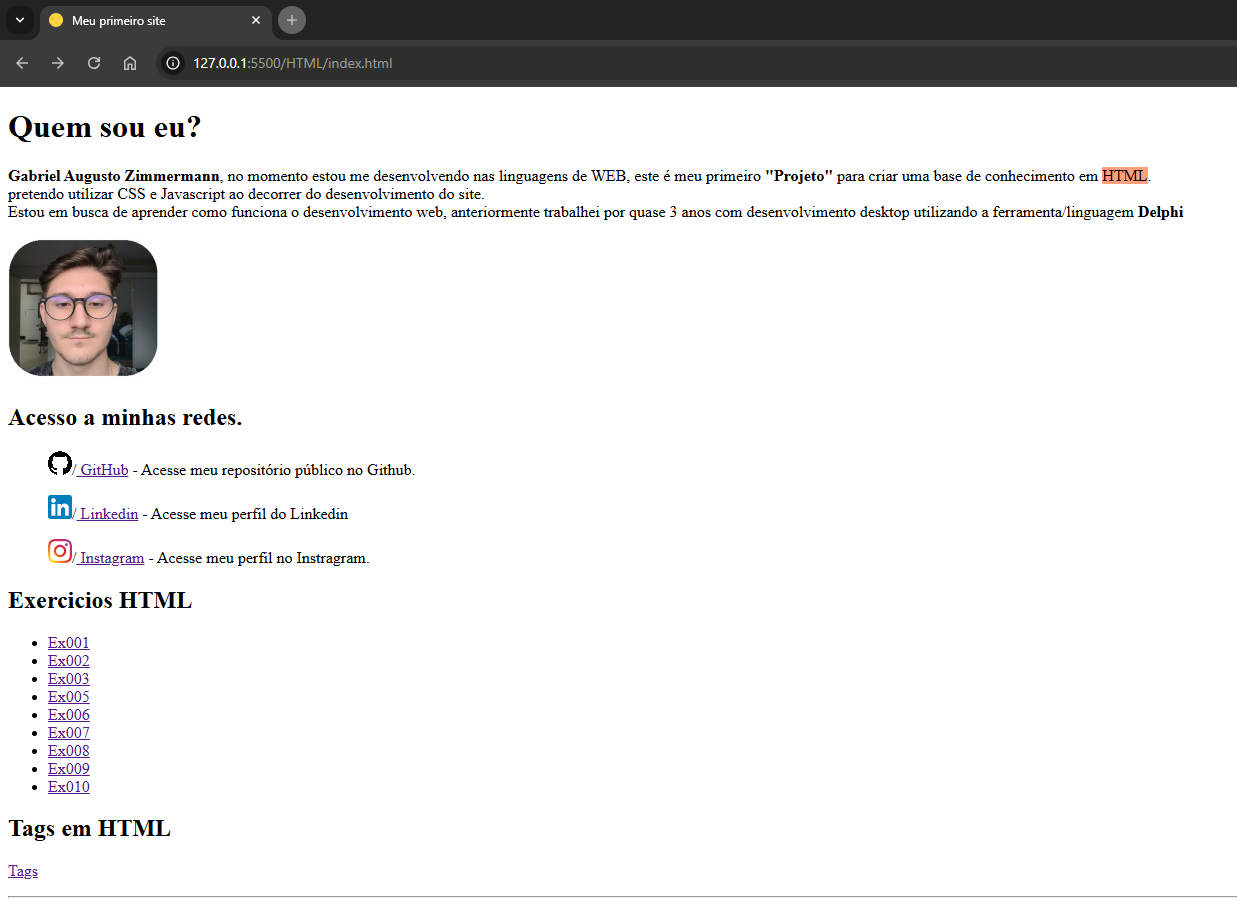 Meu primeiro site
127.0.0.1:5500/HTML/index.html
Quem sou eu?
Gabriel Augusto Zimmermann, no momento estou me desenvolvendo nas linguagens de WEB, este é meu primeiro "Projeto" para criar uma base de conhecimento em HTML.
pretendo utilizar CSS e Javascript ao decorrer do desenvolvimento do site.
Estou em busca de aprender como funciona o desenvolvimento web, anteriormente trabalhei por quase 3 anos com desenvolvimento desktop utilizando a ferramenta/linguagem Delphi
Acesso a minhas redes.
/ GitHub - Acesse meu repositório público no Github.
in / Linkedin - Acesse meu perfil do Linkedin
/ Instagram - Acesse meu perfil no Instragram.
Exercicios HTML
• Ex001
• Ex002
• Ex003
• Ex005
• Ex006
• Ex007
• Ex008
• Ex009
• Ex010
Tags em HTML
Tags